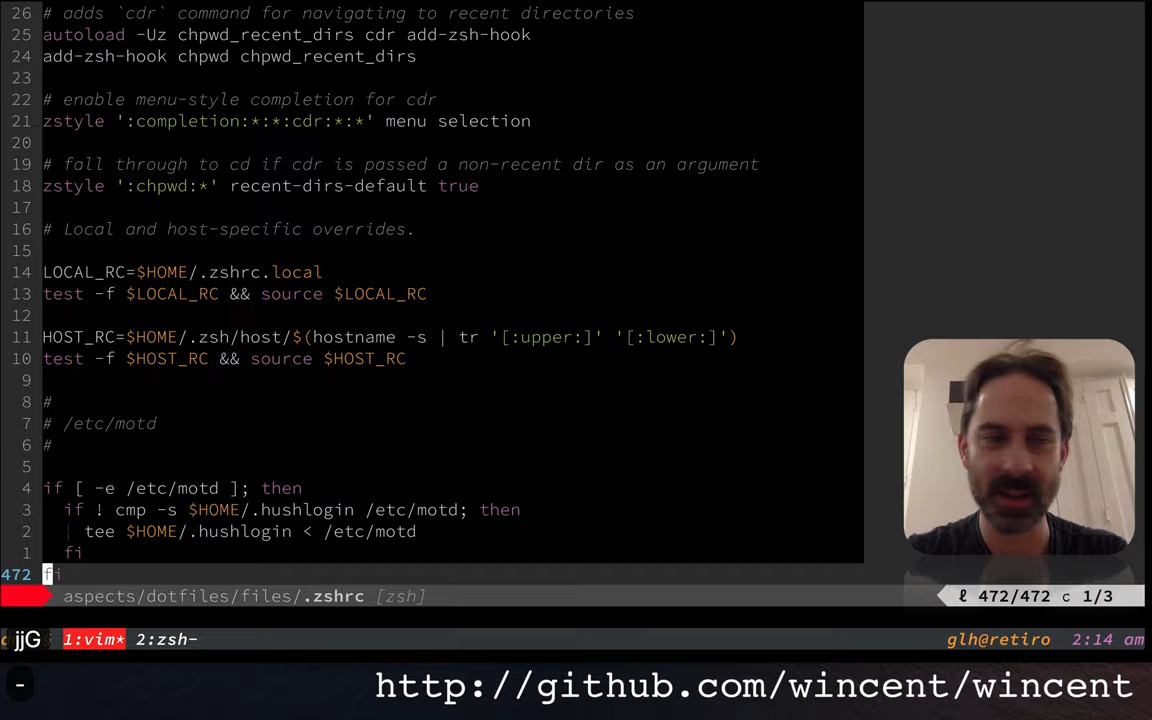 26 # adds `cdr` command for navigating to recent directories
25 autoload -Uz chpwd_recent_dirs cdr add-zsh-hook
24 add-zsh-hook chpwd chpwd_recent_dirs
23
22 # enable menu-style completion for cdr
21 zstyle ':completion:*:*:cdr:*:*' menu selection
20
19 # fall through to cd if cdr is passed a non-recent dir as an argument
18 zstyle ':chpwd:*' recent-dirs-default true
17
16 # Local and host-specific overrides.
15
14 LOCAL_RC=$HOME/.zshrc.local
13 test -f $LOCAL_RC && source $LOCAL_RC
12
11 HOST_RC=$HOME/.zsh/host/$(hostname -s | tr '[:upper:]' '[:lower:]')
10 test -f $HOST_RC && source $HOST_RC
9
8 #
7 # /etc/motd
6 #
5
4 if [ -e /etc/motd ]; then
3 if ! cmp -s $HOME/.hushlogin /etc/motd; then
2 tee $HOME/.hushlogin < /etc/motd
1 fi
472 fi
aspects/dotfiles/files/.zshrc [zsh] ℓ 472/472 c 1/3
jjG 1:vim* 2:zsh- glh@retiro 2:14 am
- http://github.com/wincent/wincent